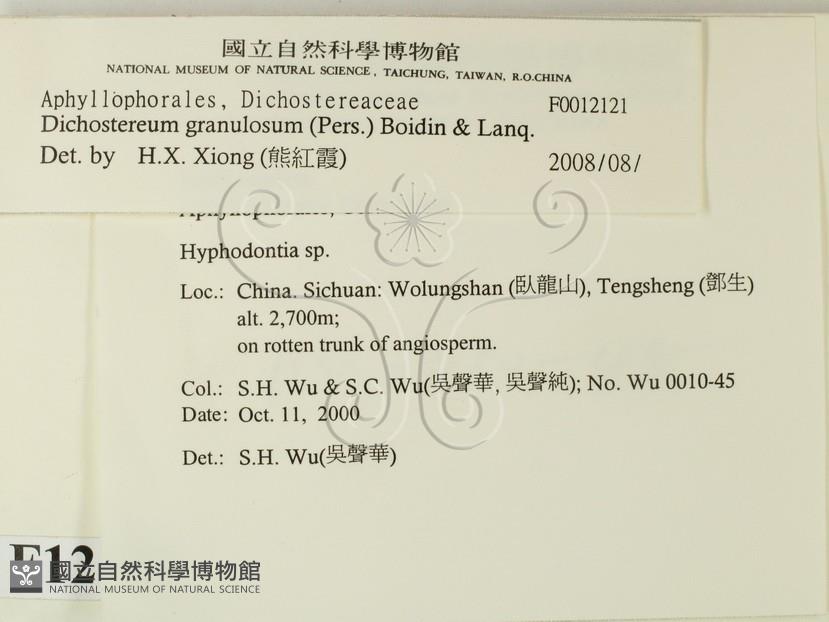 國立自然科學博物館
NATIONAL MUSEUM OF NATURAL SCIENCE, TAICHUNG, TAIWAN, R.O.CHINA
Aphyllophorales, Dichostereaceae F0012121
Dichostereum granulosum (Pers.) Boidin & Lanq.
Det. by H.X. Xiong (熊紅霞) 2008/08/
Hyphodontia sp.
Loc.: China. Sichuan: Wolungshan (臥龍山), Tengsheng (鄧生)
alt. 2,700m;
on rotten trunk of angiosperm.
Col.: S.H. Wu & S.C. Wu(吳聲華, 吳聲純); No. Wu 0010-45
Date: Oct. 11, 2000
Det.: S.H. Wu(吳聲華)
F12
國立自然科學博物館
NATIONAL MUSEUM OF NATURAL SCIENCE